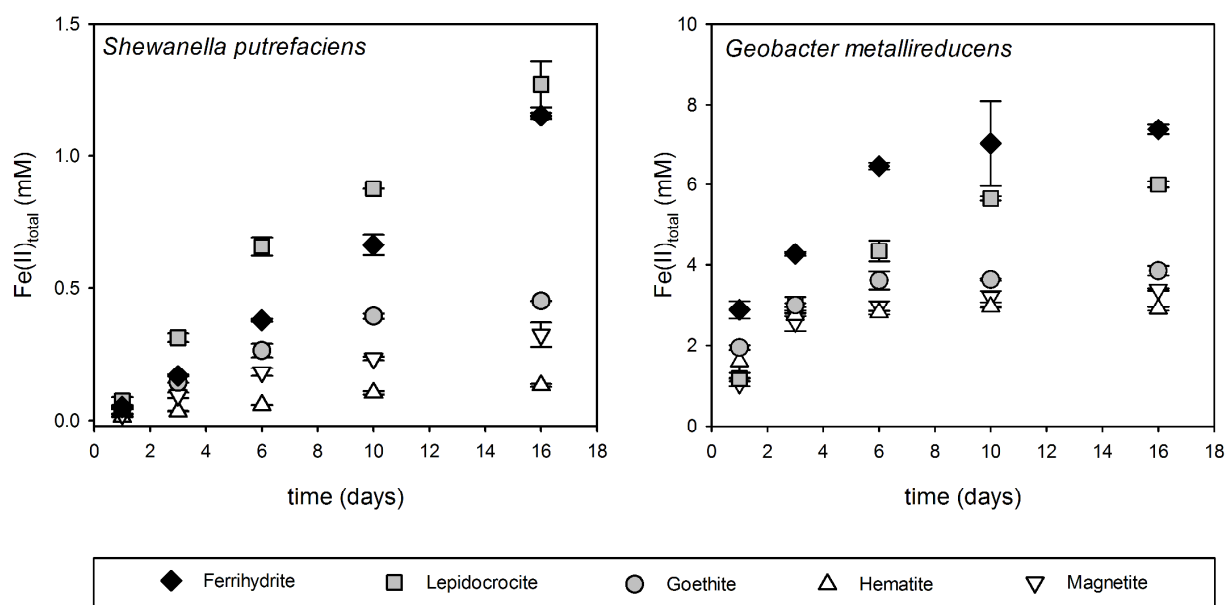 Shewanella putrefaciens
Fe(II)total (mM)
1.5
1.0
0.5
0.0
0 2 4 6 8 10 12 14 16 18
time (days)
Geobacter metallireducens
Fe(II)total (mM)
10
8
6
4
2
0
0 2 4 6 8 10 12 14 16 18
time (days)
Ferrihydrite Lepidocrocite Goethite Hematite Magnetite